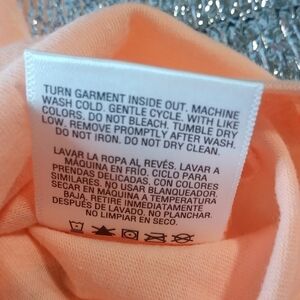 TURN GARMENT INSIDE OUT. MACHINE
WASH COLD. GENTLE CYCLE. WITH LIKE
COLORS. DO NOT BLEACH. TUMBLE DRY
LOW. REMOVE PROMPTLY AFTER WASH.
DO NOT IRON. DO NOT DRY CLEAN.
LAVAR LA ROPA AL REVÉS. LAVAR A
MÁQUINA EN FRÍO. CICLO PARA
PRENDAS DELICADAS. CON COLORES
SIMILARES. NO USAR BLANQUEADOR.
SECAR EN MÁQUINA A TEMPERATURA
BAJA. RETIRE INMEDIATAMENTE
DESPUÉS DE LAVADO. NO PLANCHAR.
NO LIMPIAR EN SECO.